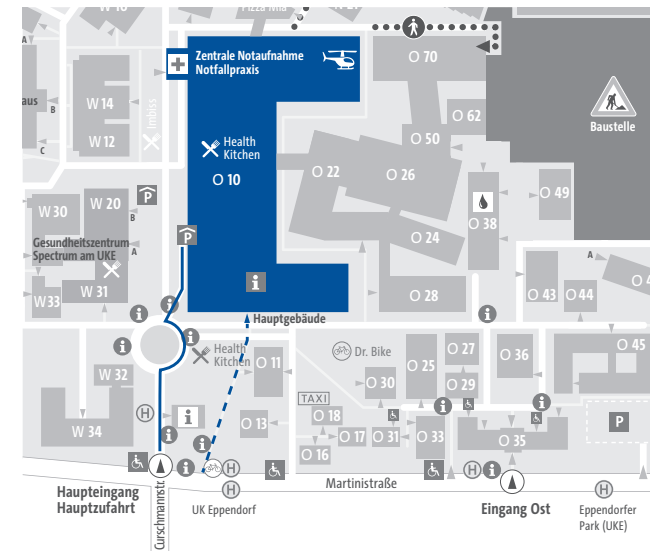 Zentrale Notaufnahme
Notfallpraxis
O 70
A
aus
B
C
W 14
W 12
Imbiss
O 62
O 50
Baustelle
Health
Kitchen
O 10
O 22
O 26
O 49
O 38
O 24
W 30
W 20
B
P
Gesundheitszentrum
Spectrum am UKE
A
P
W 33
W 31
i
O 28
O 43
O 44
A
i
i
Hauptgebäude
i
i
i
Health
Kitchen
Dr. Bike
O 11
O 25
O 27
O 36
O 45
W 32
O 30
O 29
TAXI
H
i
O 18
O 13
i
i
P
W 34
O 17
O 31
O 33
O 35
O 16
i
i
i
H
H
i
Haupteingang
Hauptzufahrt
Curschmannstr.
H
UK Eppendorf
Martinistraße
Eingang Ost
H
Eppendorfer
Park (UKE)